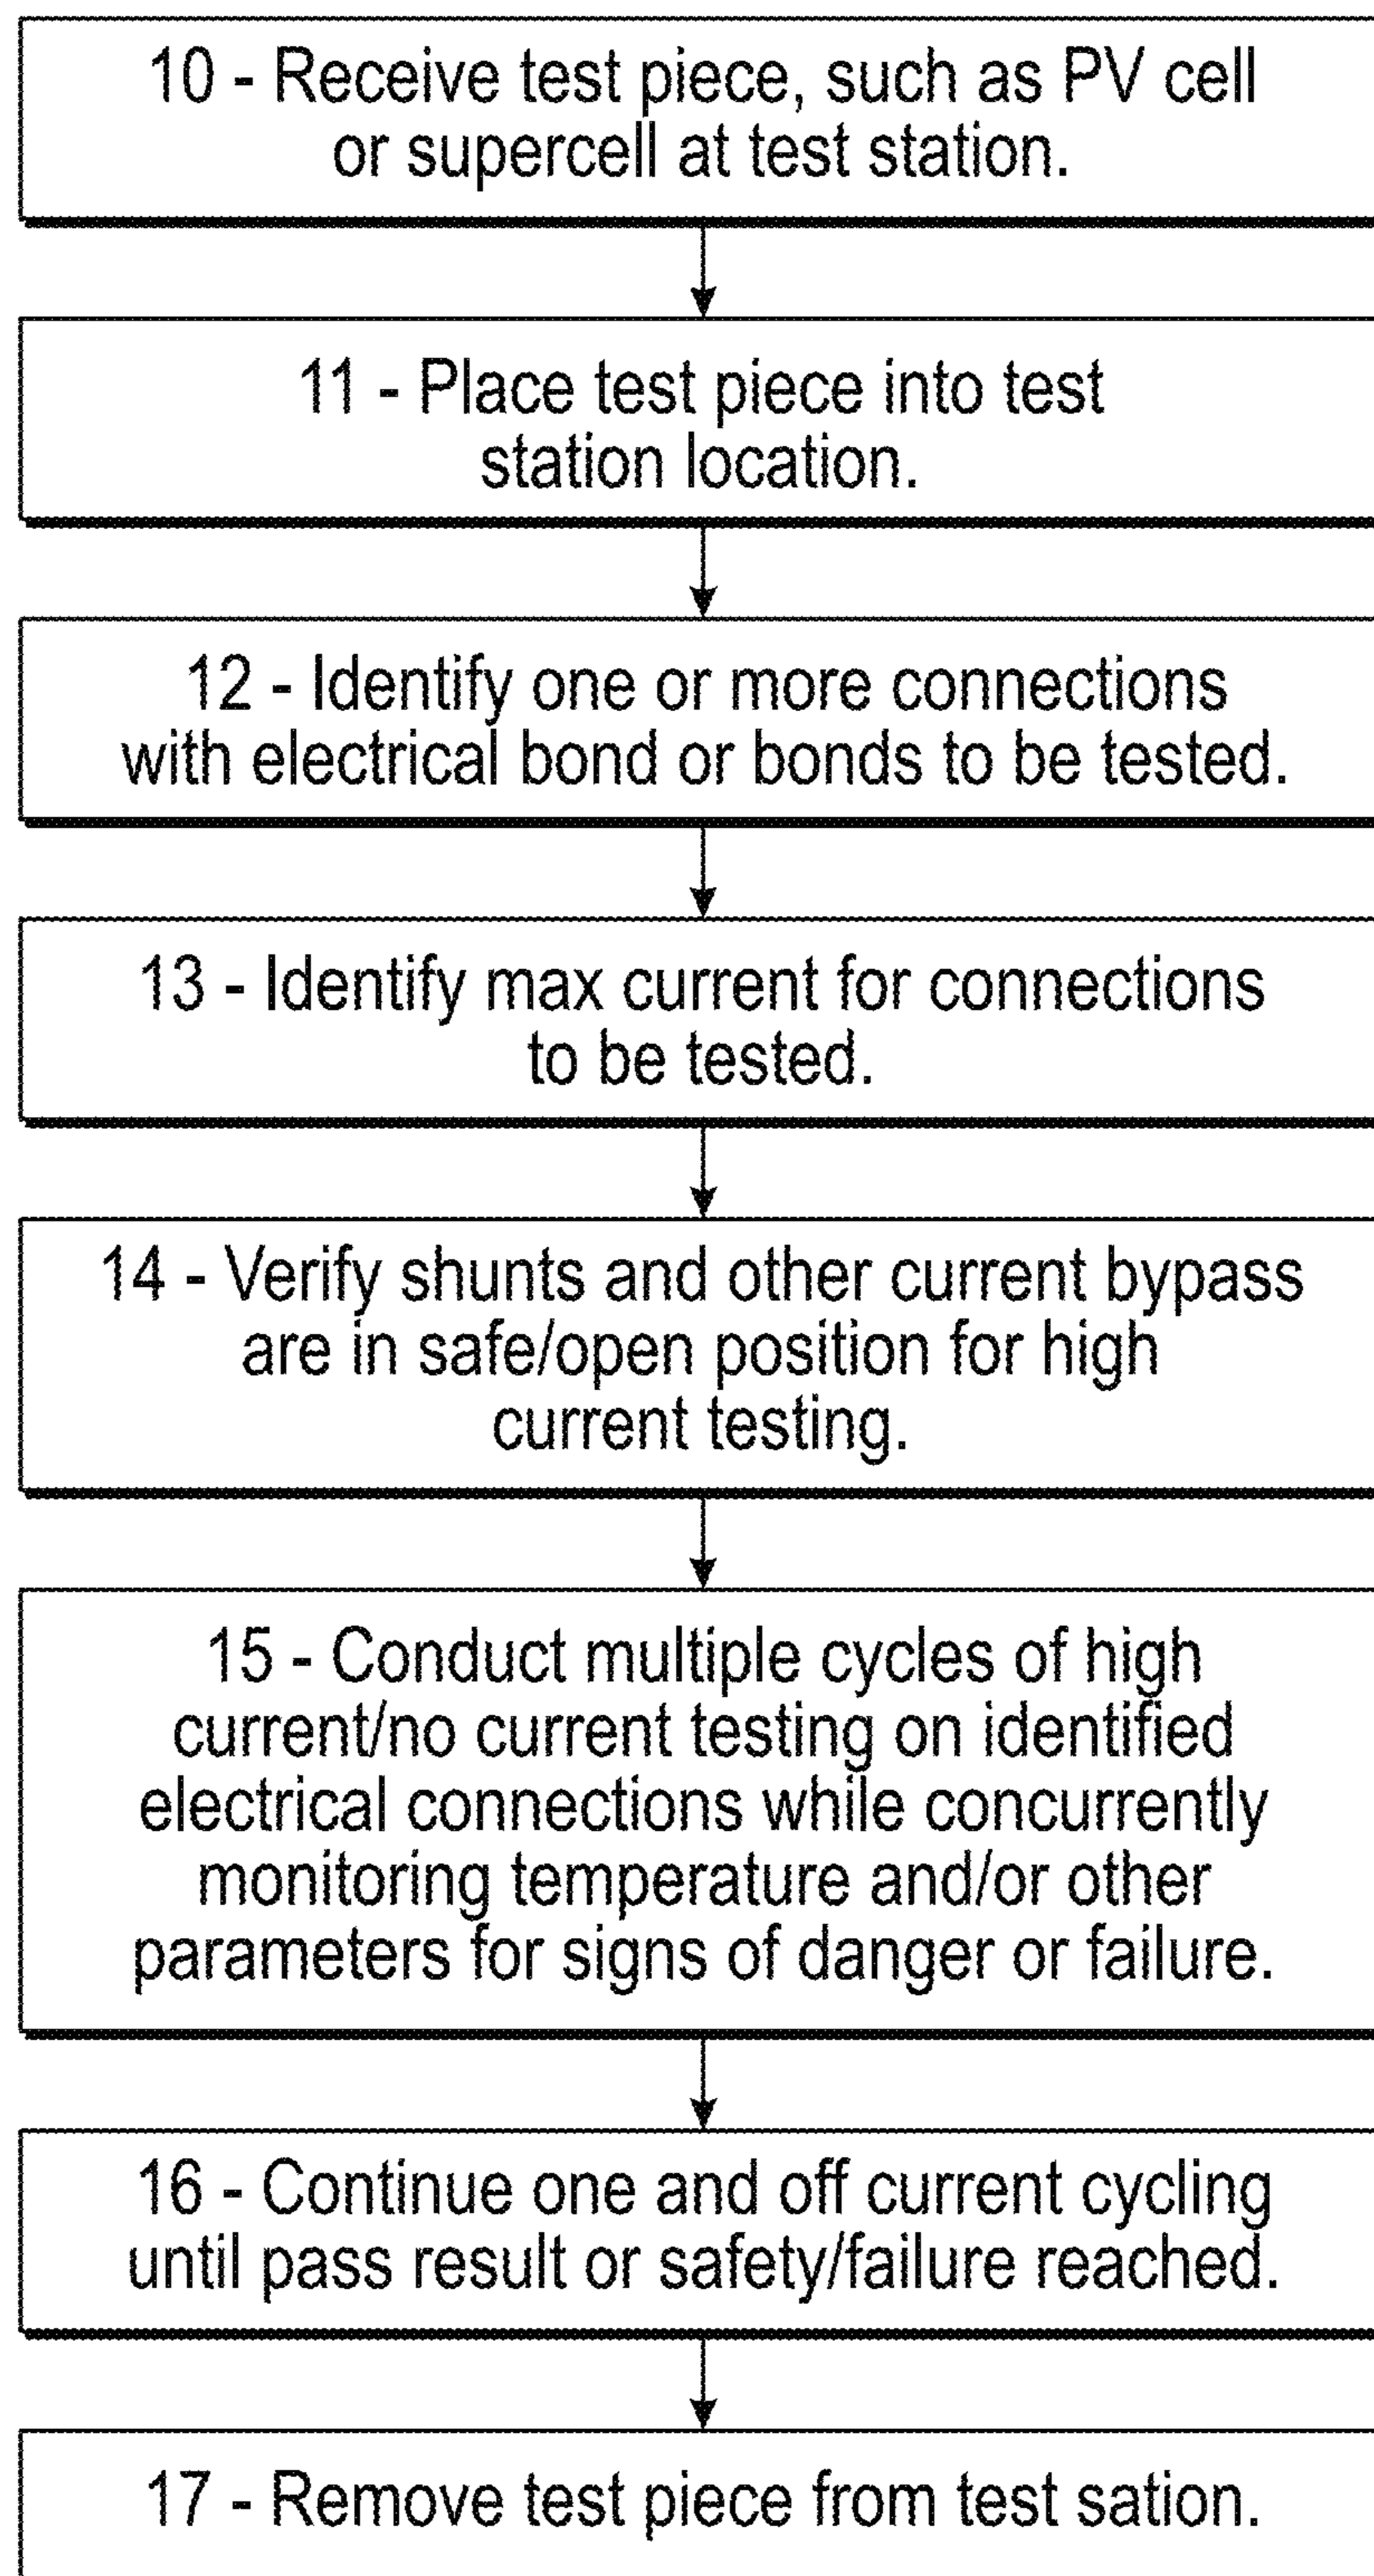 10 - Receive test piece, such as PV cell
or supercell at test station.
11 - Place test piece into test
station location.
12 - Identify one or more connections
with electrical bond or bonds to be tested.
13 - Identify max current for connections
to be tested.
14 - Verify shunts and other current bypass
are in safe/open position for high
current testing.
15 - Conduct multiple cycles of high
current/no current testing on identified
electrical connections while concurrently
monitoring temperature and/or other
parameters for signs of danger or failure.
16 - Continue one and off current cycling
until pass result or safety/failure reached.
17 - Remove test piece from test sation.